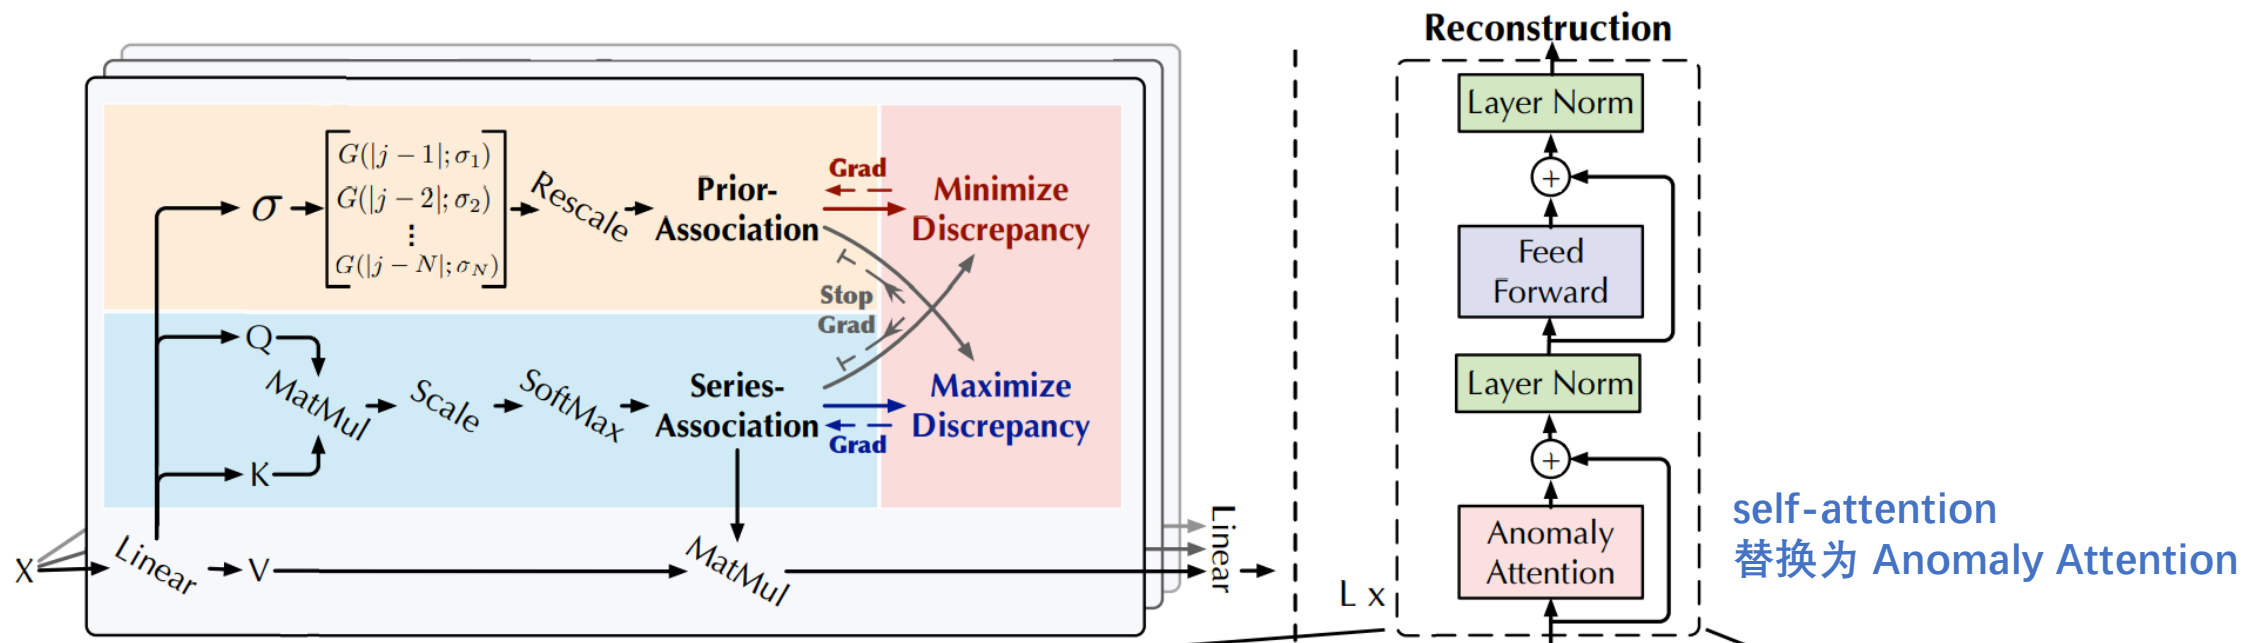 X
Linear
σ
G(|j − 1|; σ₁)
G(|j − 2|; σ₂)
⋮
G(|j − N|; σ_N)
Rescale
Prior-
Association
Grad
Minimize
Discrepancy
Stop
Grad
Q
K
MatMul
Scale
SoftMax
Series-
Association
Grad
Maximize
Discrepancy
V
MatMul
Linear
Reconstruction
Layer Norm
+
Feed
Forward
Layer Norm
+
Anomaly
Attention
L x
self-attention
替换为 Anomaly Attention